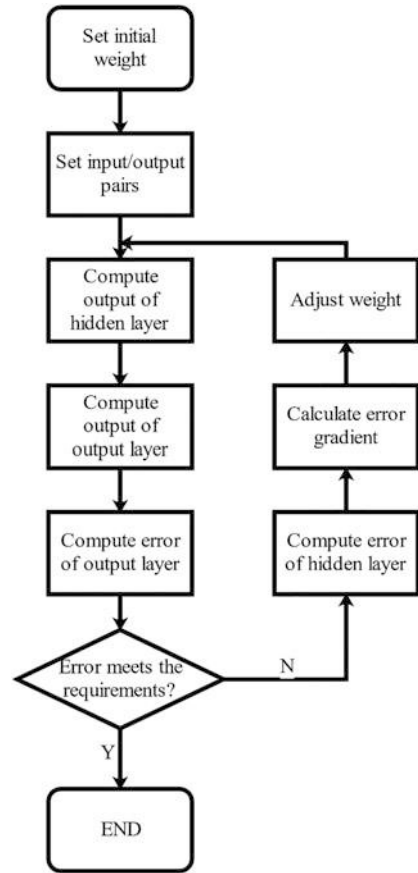 Set initial
weight
Set input/output
pairs
Compute
output of
hidden layer
Adjust weight
Compute
output of
output layer
Calculate error
gradient
Compute error
of output layer
Compute error
of hidden layer
Error meets the
requirements?
N
Y
END